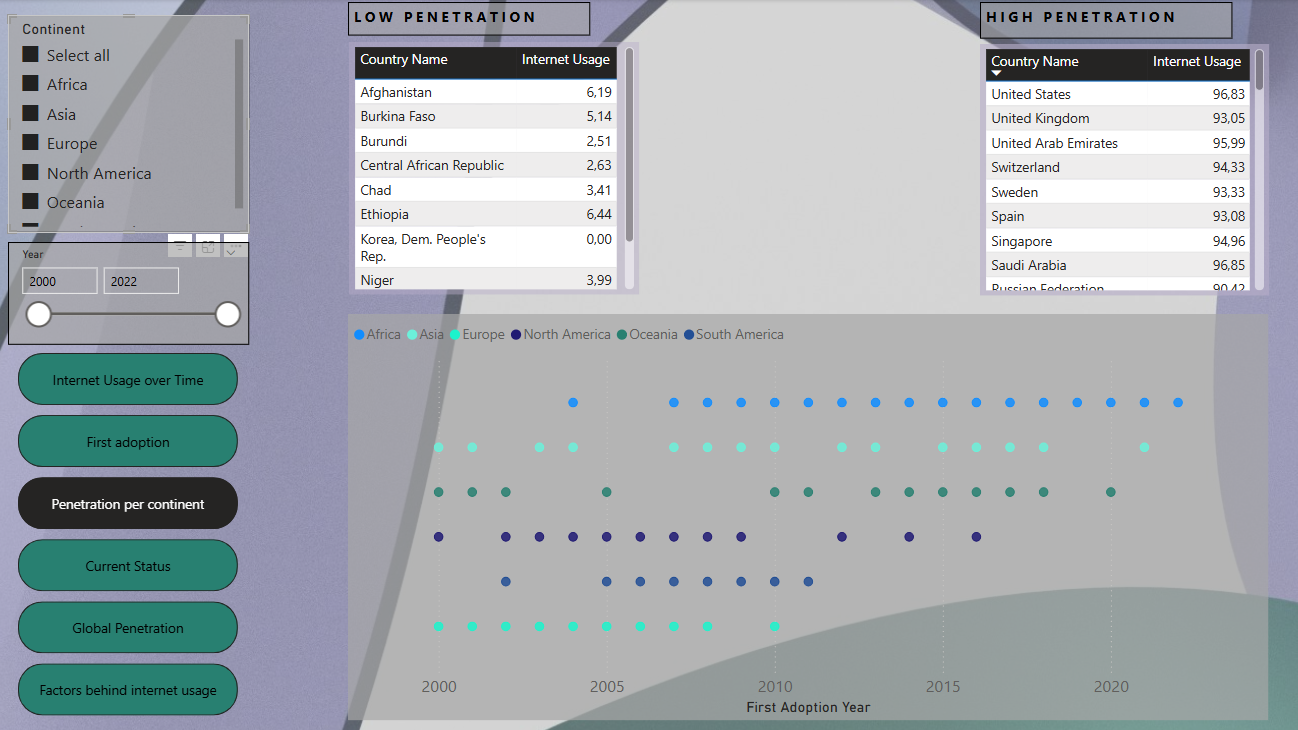 Continent
Select all
Africa
Asia
Europe
North America
Oceania
Year
2000 2022
Internet Usage over Time
First adoption
Penetration per continent
Current Status
Global Penetration
Factors behind internet usage
LOW PENETRATION
Country Name Internet Usage
Afghanistan 6,19
Burkina Faso 5,14
Burundi 2,51
Central African Republic 2,63
Chad 3,41
Ethiopia 6,44
Korea, Dem. People's 0,00
Rep.
Niger 3,99
HIGH PENETRATION
Country Name Internet Usage
United States 96,83
United Kingdom 93,05
United Arab Emirates 95,99
Switzerland 94,33
Sweden 93,33
Spain 93,08
Singapore 94,96
Saudi Arabia 96,85
Russian Federation 90,42
Africa Asia Europe North America Oceania South America
2000 2005 2010 2015 2020
First Adoption Year